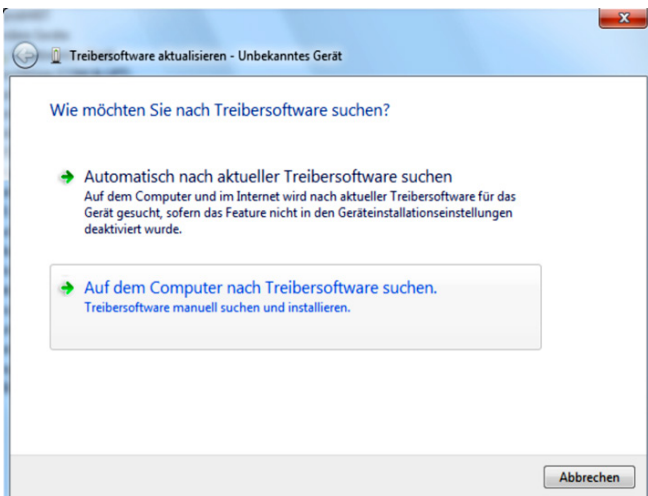 Treibersoftware aktualisieren - Unbekanntes Gerät
Wie möchten Sie nach Treibersoftware suchen?
Automatisch nach aktueller Treibersoftware suchen
Auf dem Computer und im Internet wird nach aktueller Treibersoftware für das
Gerät gesucht, sofern das Feature nicht in den Geräteinstallationseinstellungen
deaktiviert wurde.
Auf dem Computer nach Treibersoftware suchen.
Treibersoftware manuell suchen und installieren.
Abbrechen